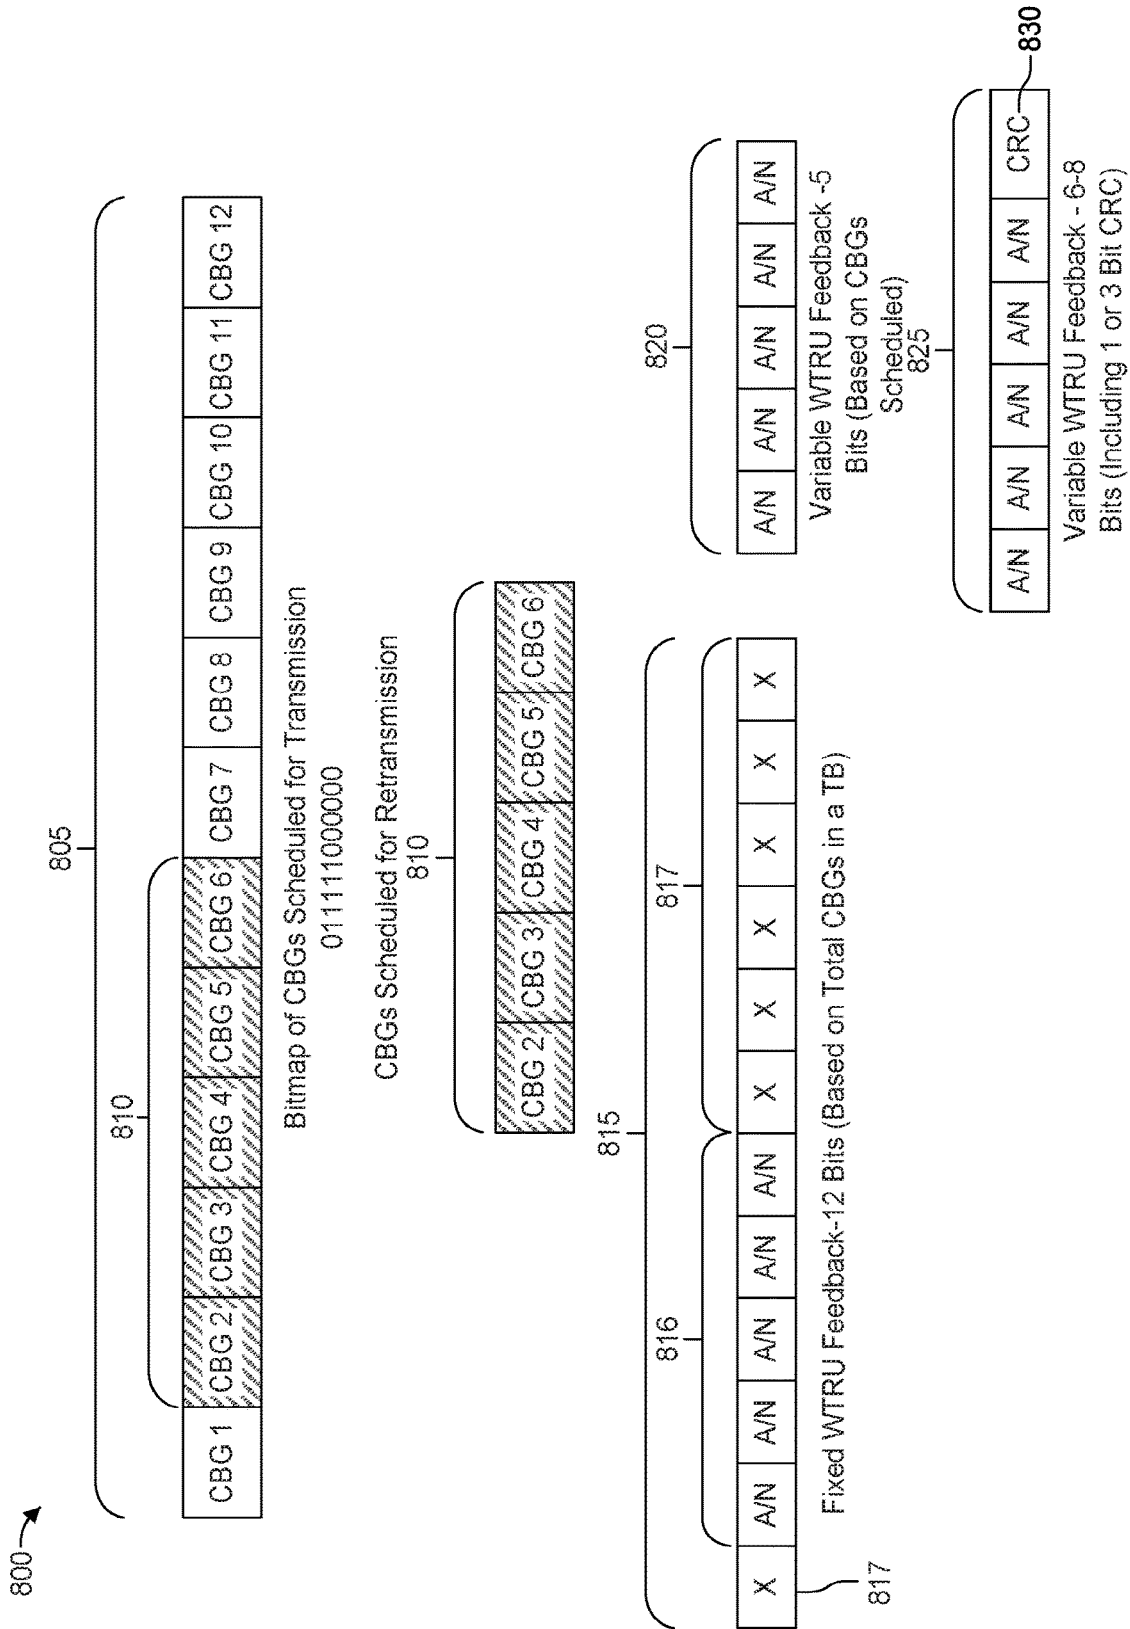 800
805
810
CBG 1 CBG 2 CBG 3 CBG 4 CBG 5 CBG 6 CBG 7 CBG 8 CBG 9 CBG 10 CBG 11 CBG 12
Bitmap of CBGs Scheduled for Transmission
011111000000
CBGs Scheduled for Retransmission
810
CBG 2 CBG 3 CBG 4 CBG 5 CBG 6
815
816 817
X A/N A/N A/N A/N A/N X X X X X X
817
Fixed WTRU Feedback-12 Bits (Based on Total CBGs in a TB)
820
A/N A/N A/N A/N A/N
Variable WTRU Feedback -5
Bits (Based on CBGs
Scheduled)
825
A/N A/N A/N A/N A/N CRC 830
Variable WTRU Feedback - 6-8
Bits (Including 1 or 3 Bit CRC)